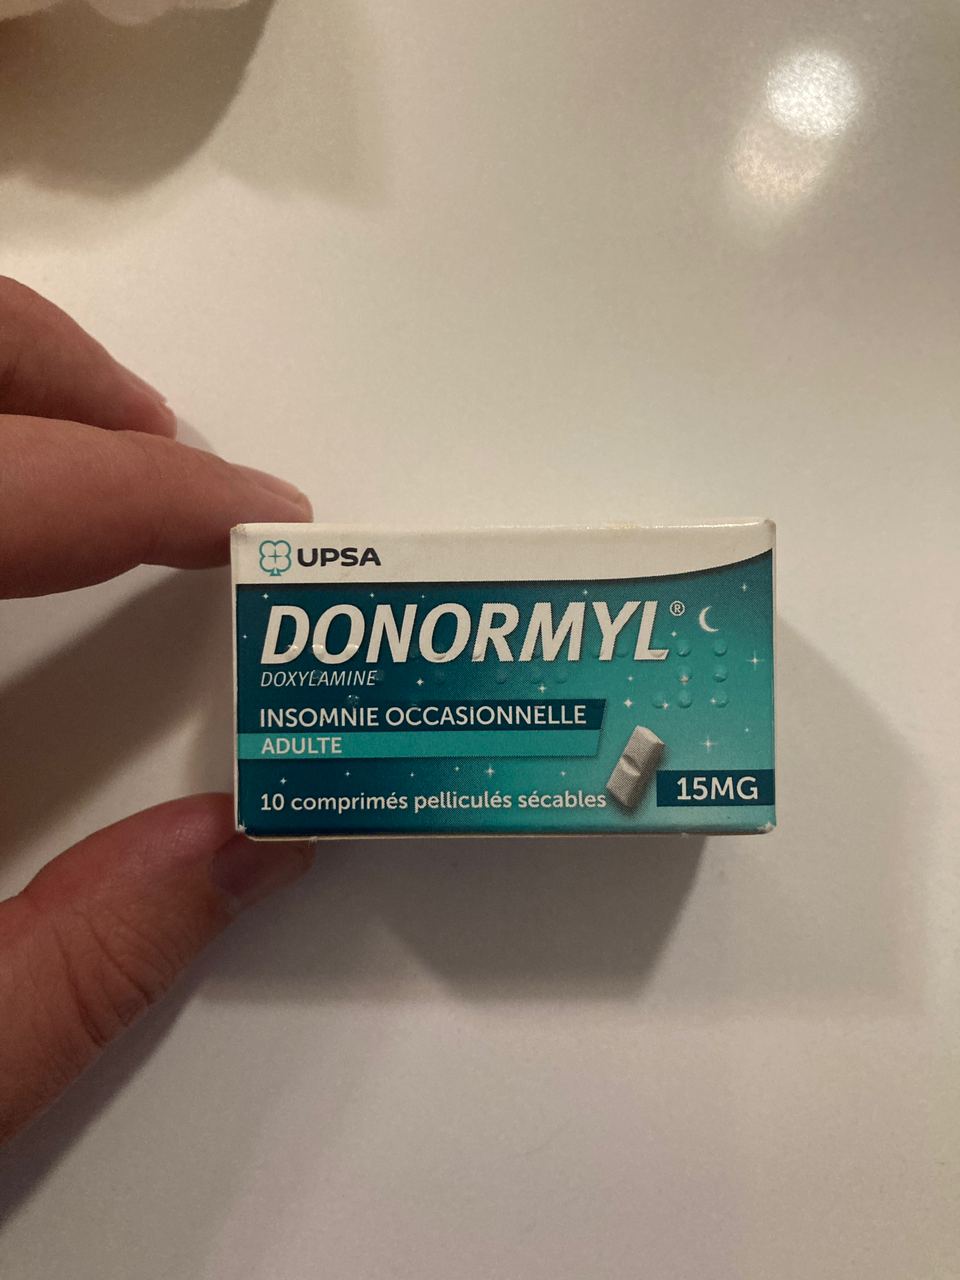 UPSA
DONORMYL®
DOXYLAMINE
INSOMNIE OCCASIONNELLE
ADULTE
10 comprimés pelliculés sécables
15MG